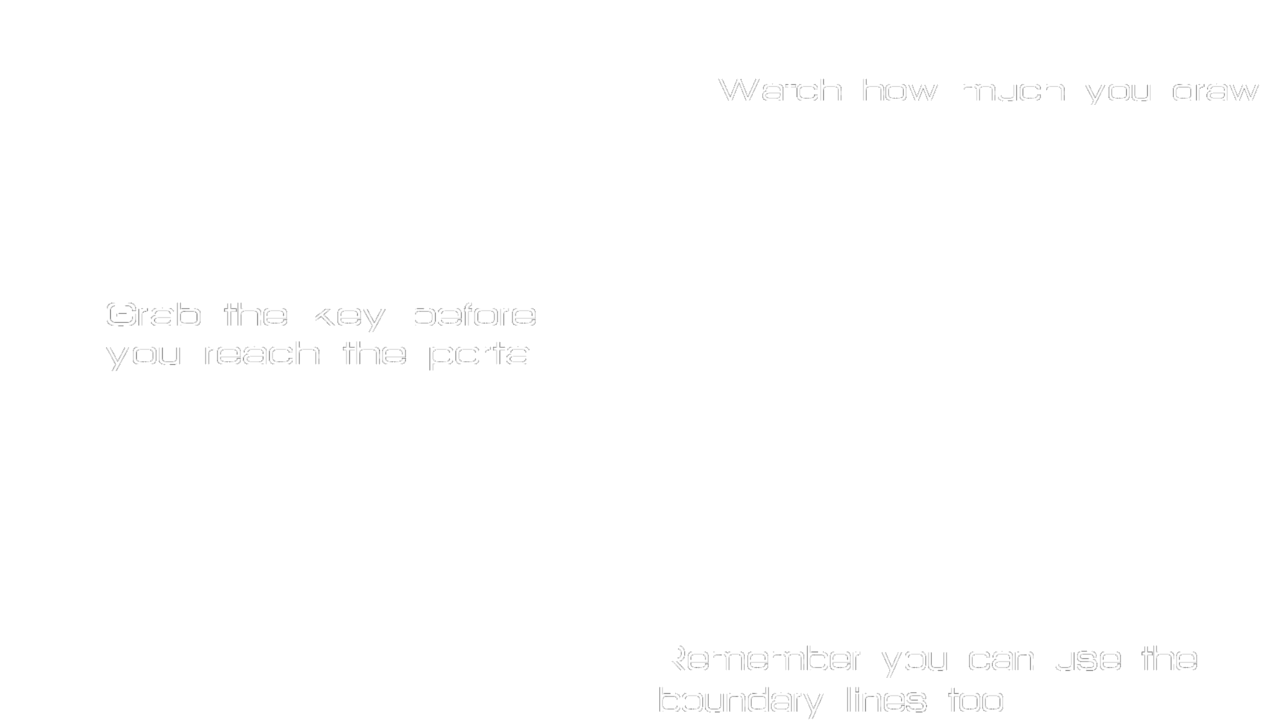 Watch how much you draw
Grab the key before
you reach the portal
Remember you can use the
boundary lines too